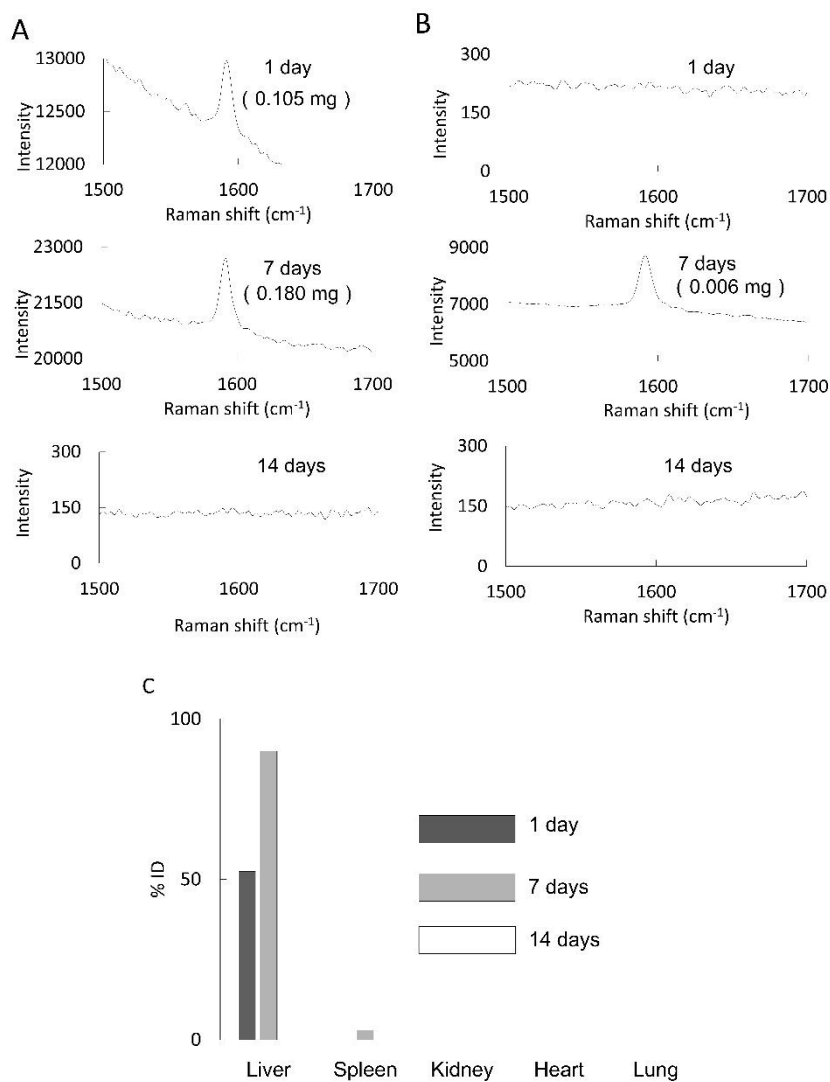 A
13000
12500
12000
Intensity
1 day
( 0.105 mg )
1500
1600
1700
Raman shift (cm⁻¹)
23000
21500
20000
Intensity
7 days
( 0.180 mg )
1500
1600
1700
Raman shift (cm⁻¹)
300
150
0
Intensity
14 days
1500
1600
1700
Raman shift (cm⁻¹)
B
300
150
0
Intensity
1 day
1500
1600
1700
Raman shift (cm⁻¹)
9000
7000
5000
Intensity
7 days
( 0.006 mg )
1500
1600
1700
Raman shift (cm⁻¹)
300
150
0
Intensity
14 days
1500
1600
1700
Raman shift (cm⁻¹)
C
100
50
0
% ID
1 day
7 days
14 days
Liver Spleen Kidney Heart Lung